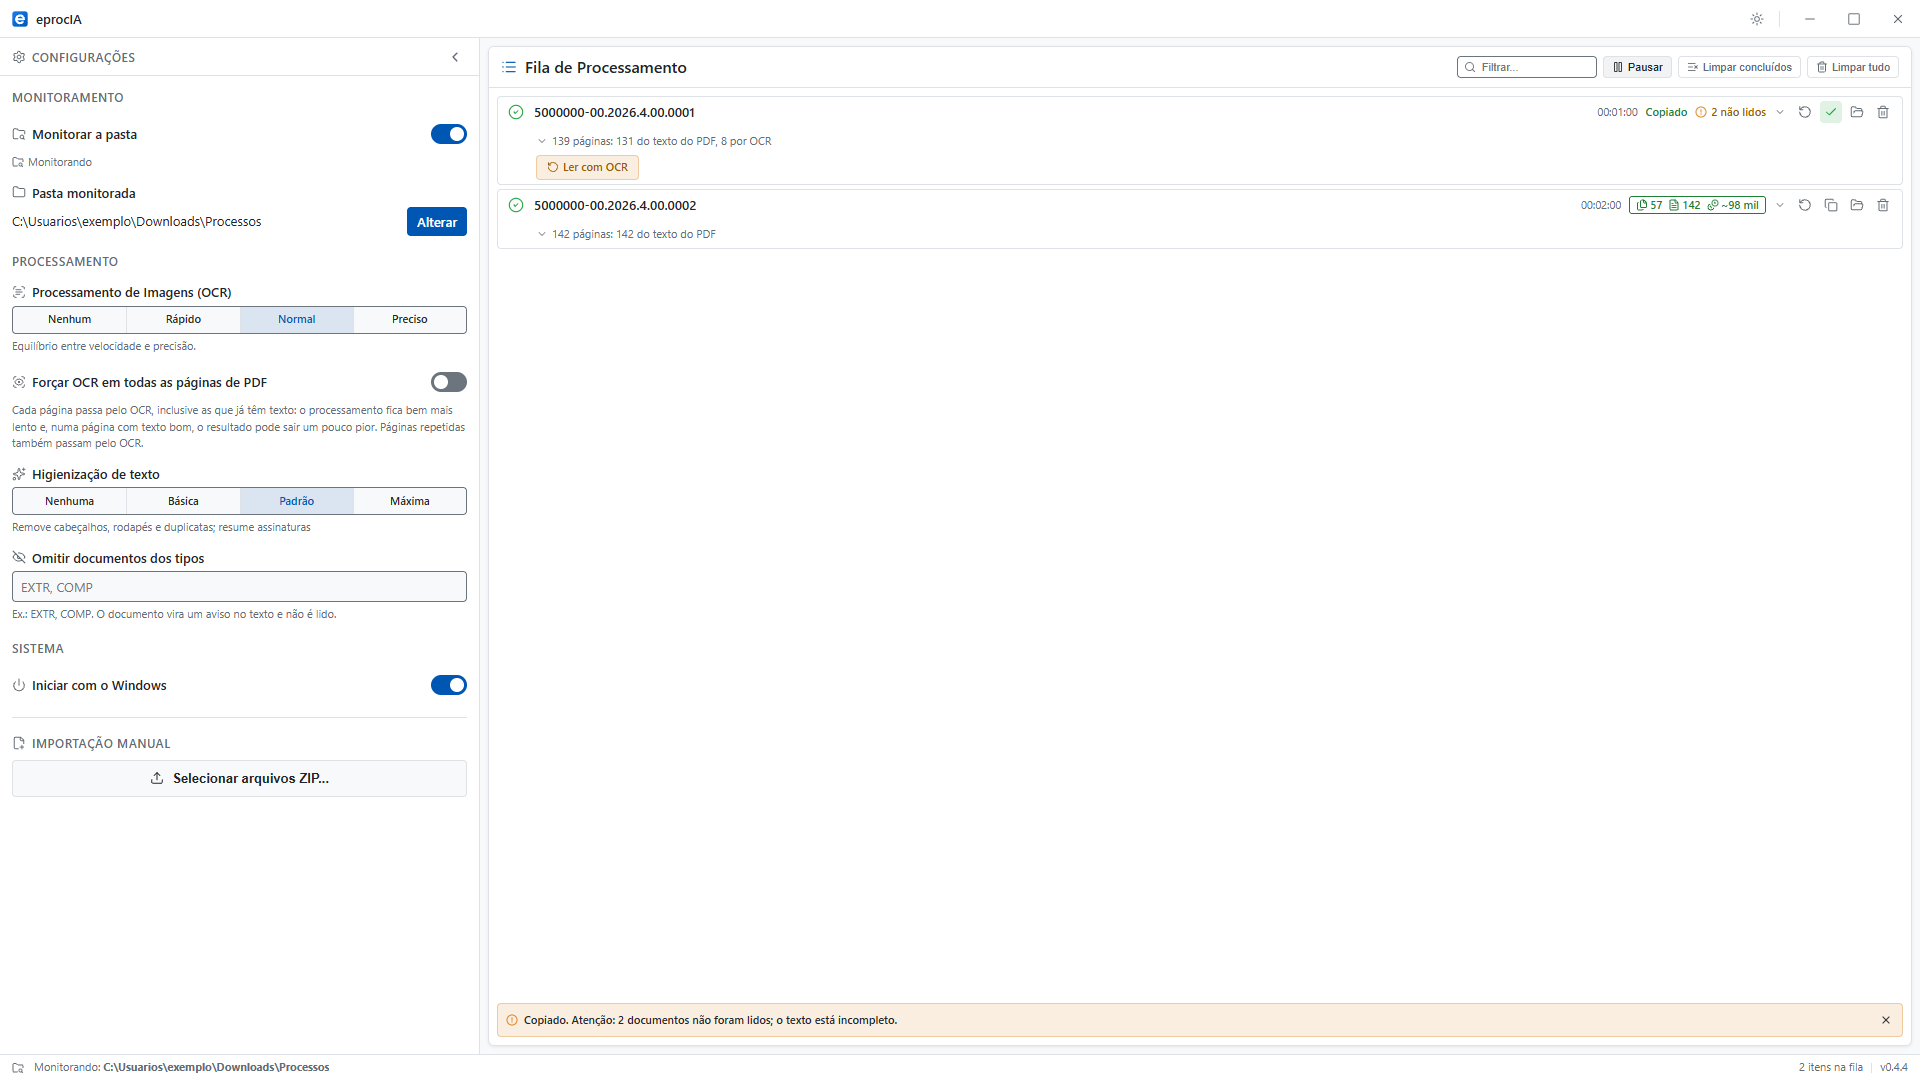 eprocIA
CONFIGURAÇÕES
MONITORAMENTO
Monitorar a pasta
Monitorando
Pasta monitorada
C:\Usuarios\exemplo\Downloads\Processos
Alterar
PROCESSAMENTO
Processamento de Imagens (OCR)
Nenhum Rápido Normal Preciso
Equilíbrio entre velocidade e precisão.
Forçar OCR em todas as páginas de PDF
Cada página passa pelo OCR, inclusive as que já têm texto: o processamento fica bem mais
lento e, numa página com texto bom, o resultado pode sair um pouco pior. Páginas repetidas
também passam pelo OCR.
Higienização de texto
Nenhuma Básica Padrão Máxima
Remove cabeçalhos, rodapés e duplicatas; resume assinaturas
Omitir documentos dos tipos
EXTR, COMP
Ex.: EXTR, COMP. O documento vira um aviso no texto e não é lido.
SISTEMA
Iniciar com o Windows
IMPORTAÇÃO MANUAL
Selecionar arquivos ZIP...
Fila de Processamento
Filtrar... Pausar Limpar concluídos Limpar tudo
5000000-00.2026.4.00.0001 00:01:00 Copiado 2 não lidos
139 páginas: 131 do texto do PDF, 8 por OCR
Ler com OCR
5000000-00.2026.4.00.0002 00:02:00 57 142 ~98 mil
142 páginas: 142 do texto do PDF
Copiado. Atenção: 2 documentos não foram lidos; o texto está incompleto.
Monitorando: C:\Usuarios\exemplo\Downloads\Processos
2 itens na fila v0.4.4